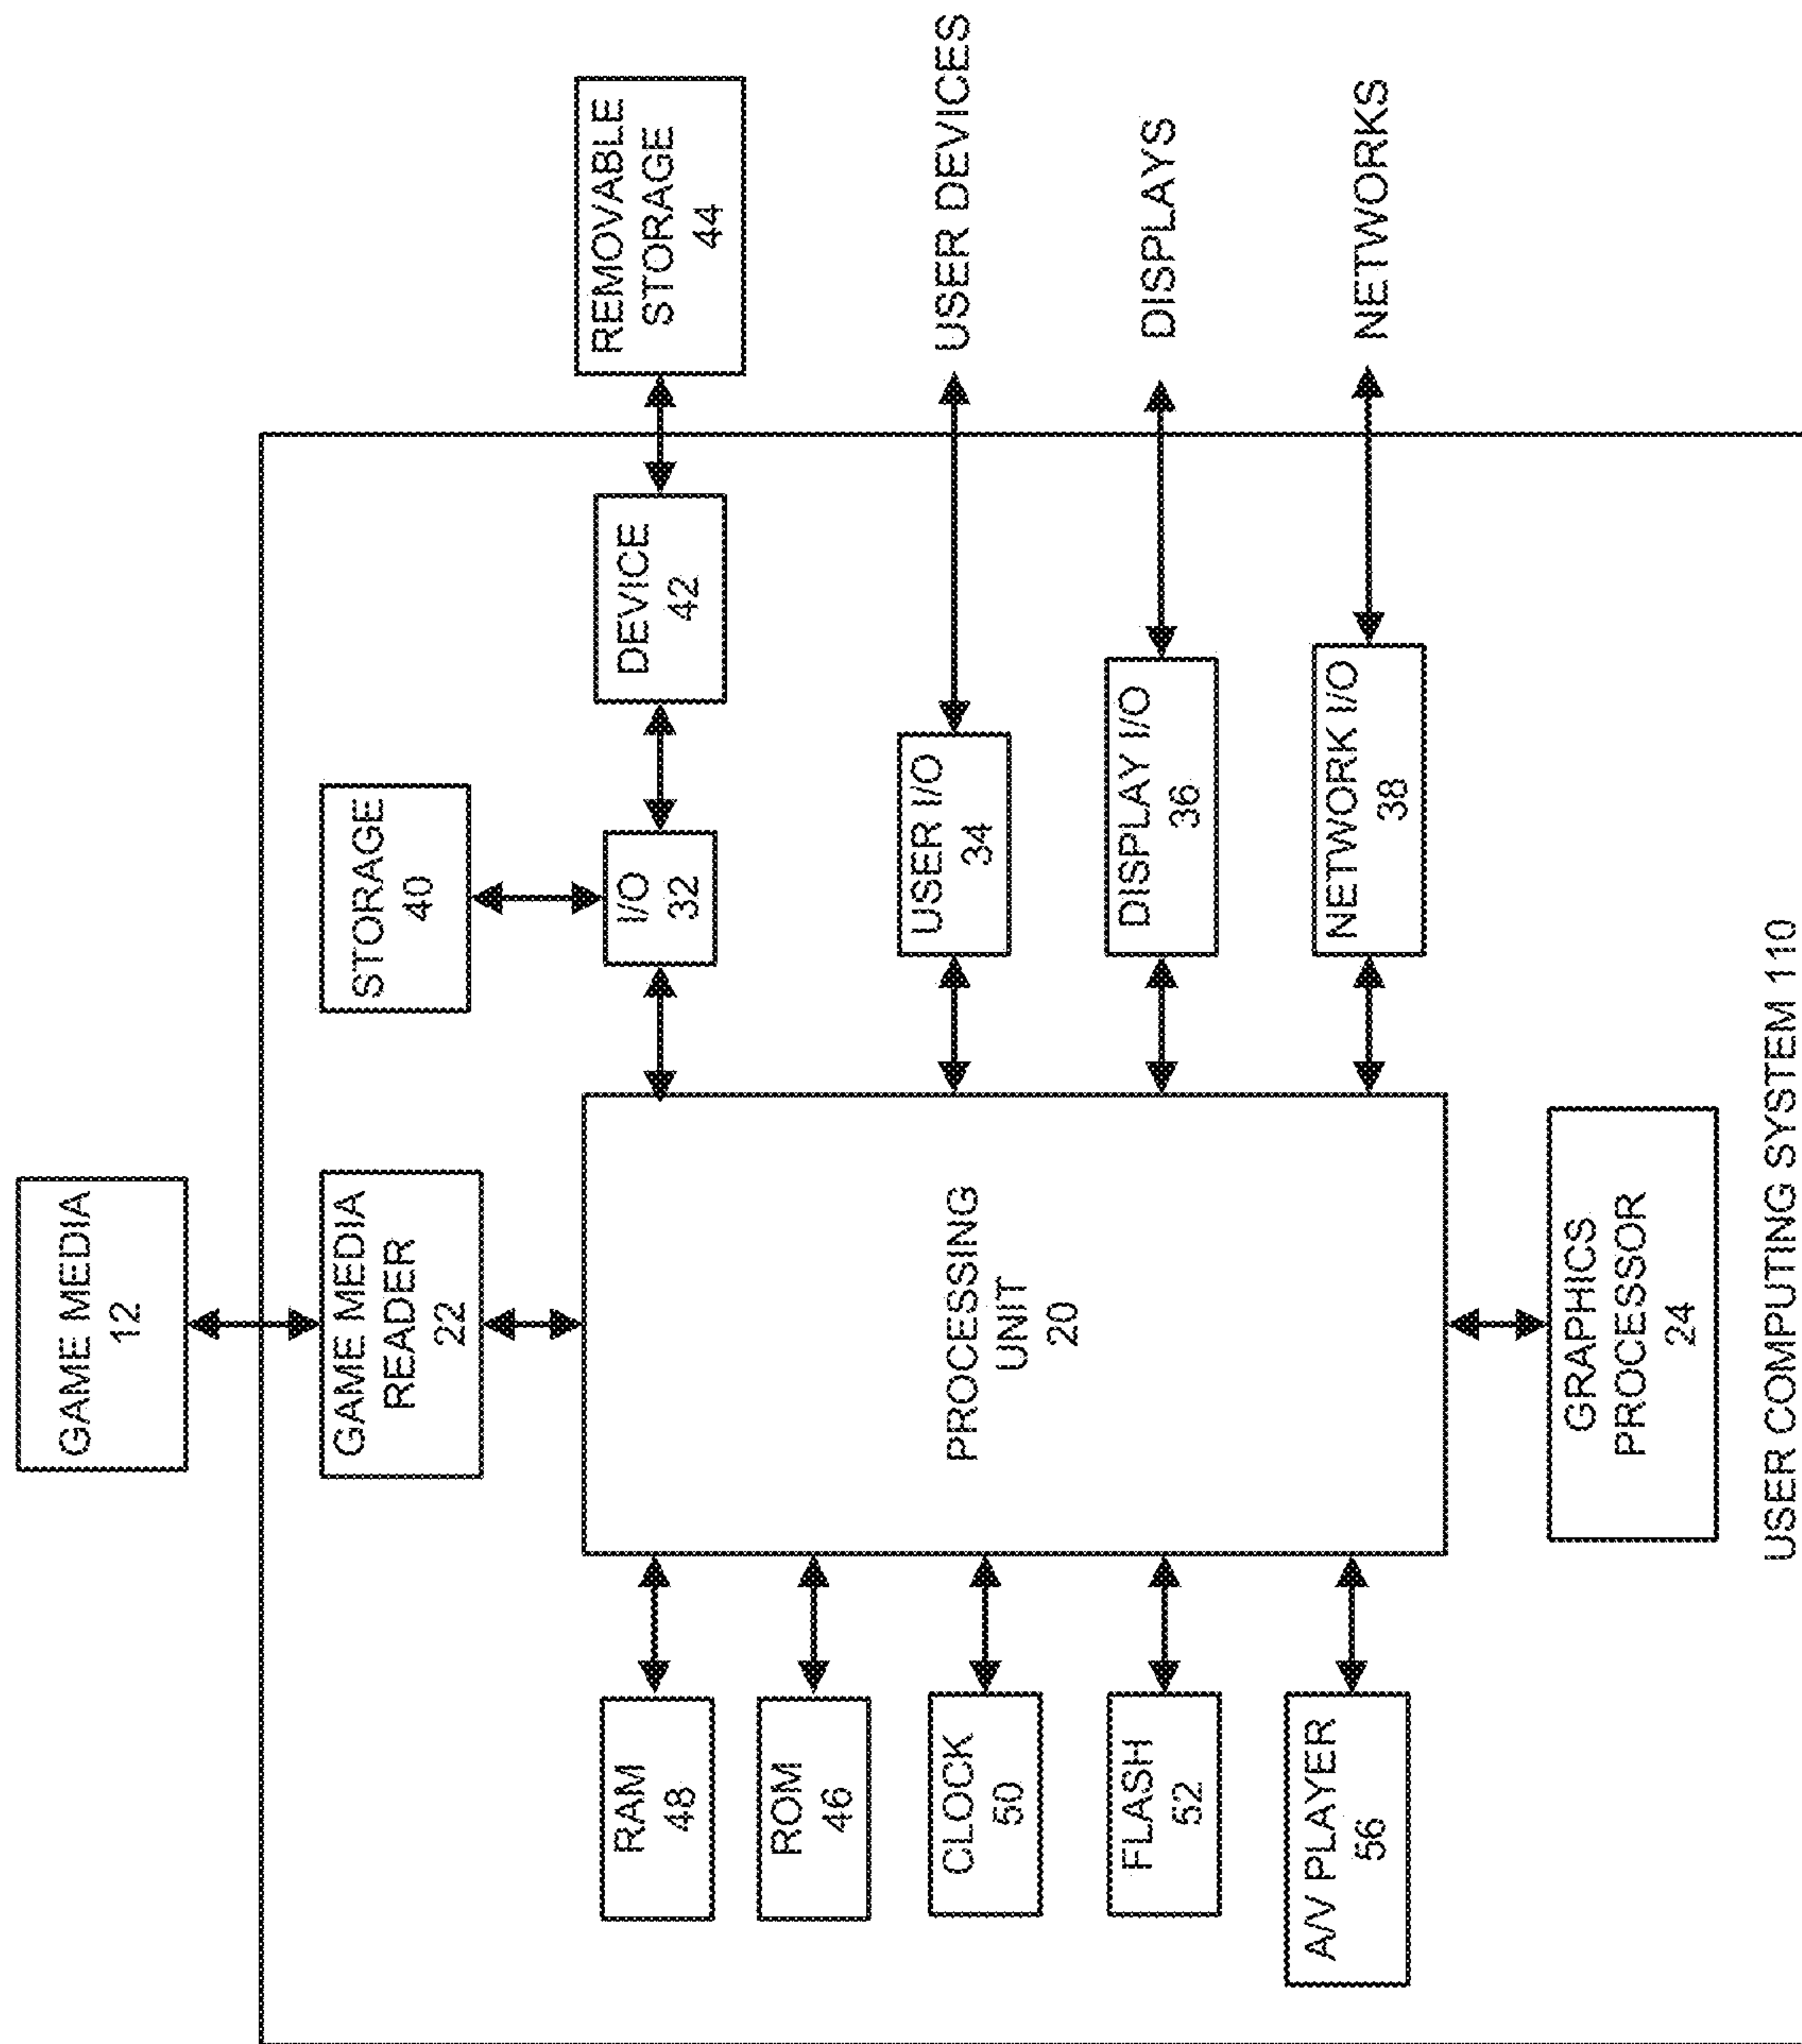 GAME MEDIA
12
GAME MEDIA
READER
22
STORAGE
40
RAM
48
ROM
46
CLOCK
50
FLASH
52
A/V PLAYER
56
PROCESSING
UNIT
20
I/O
32
DEVICE
42
REMOVABLE
STORAGE
44
USER I/O
34
USER DEVICES
DISPLAY I/O
36
DISPLAYS
NETWORK I/O
38
NETWORKS
GRAPHICS
PROCESSOR
24
USER COMPUTING SYSTEM 110